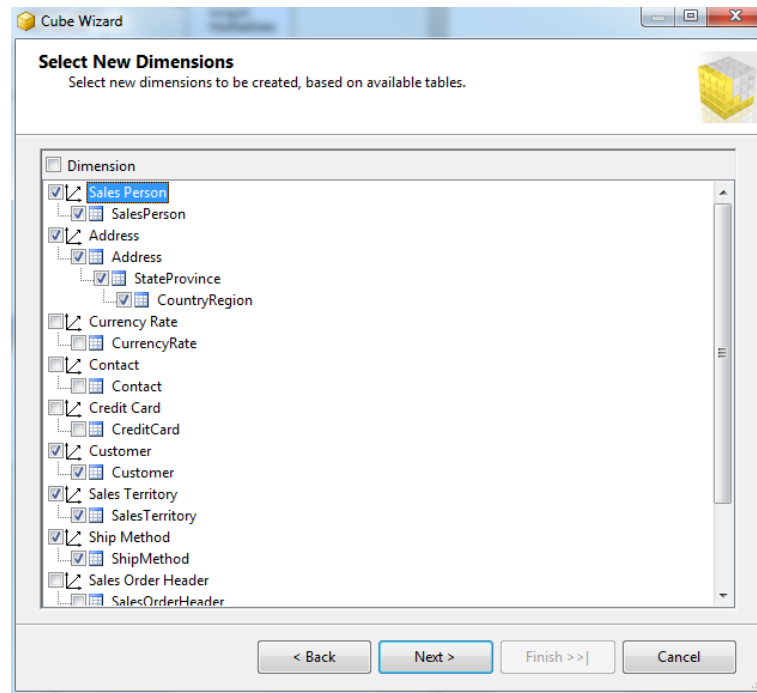 Cube Wizard
Select New Dimensions
Select new dimensions to be created, based on available tables.
Dimension
Sales Person
SalesPerson
Address
Address
StateProvince
CountryRegion
Currency Rate
CurrencyRate
Contact
Contact
Credit Card
CreditCard
Customer
Customer
Sales Territory
SalesTerritory
Ship Method
ShipMethod
Sales Order Header
SalesOrderHeader
< Back
Next >
Finish >>|
Cancel